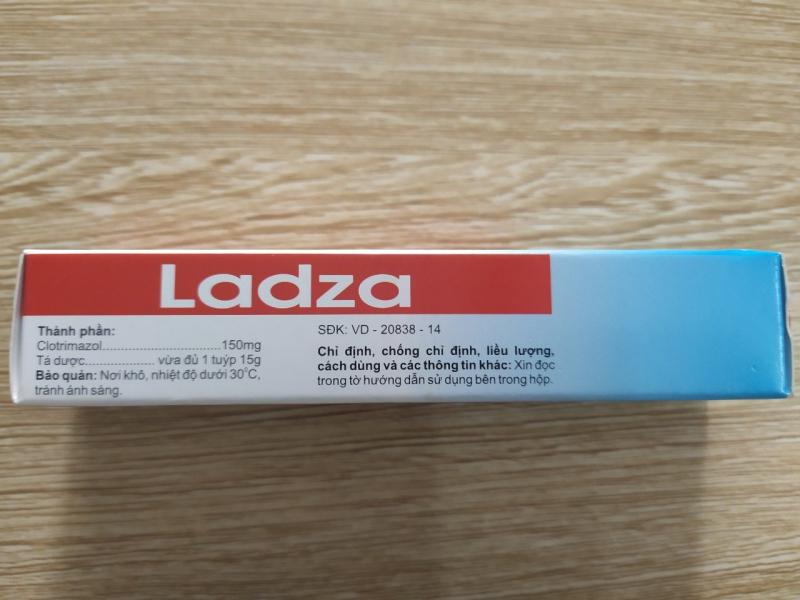 Ladza
Thành phần:
Clotrimazol..............................150mg
Tá dược.................... vừa đủ 1 tuýp 15g
Bảo quản: Nơi khô, nhiệt độ dưới 30°C,
tránh ánh sáng.
SĐK: VD - 20838 - 14
Chỉ định, chống chỉ định, liều lượng,
cách dùng và các thông tin khác: Xin đọc
trong tờ hướng dẫn sử dụng bên trong hộp.